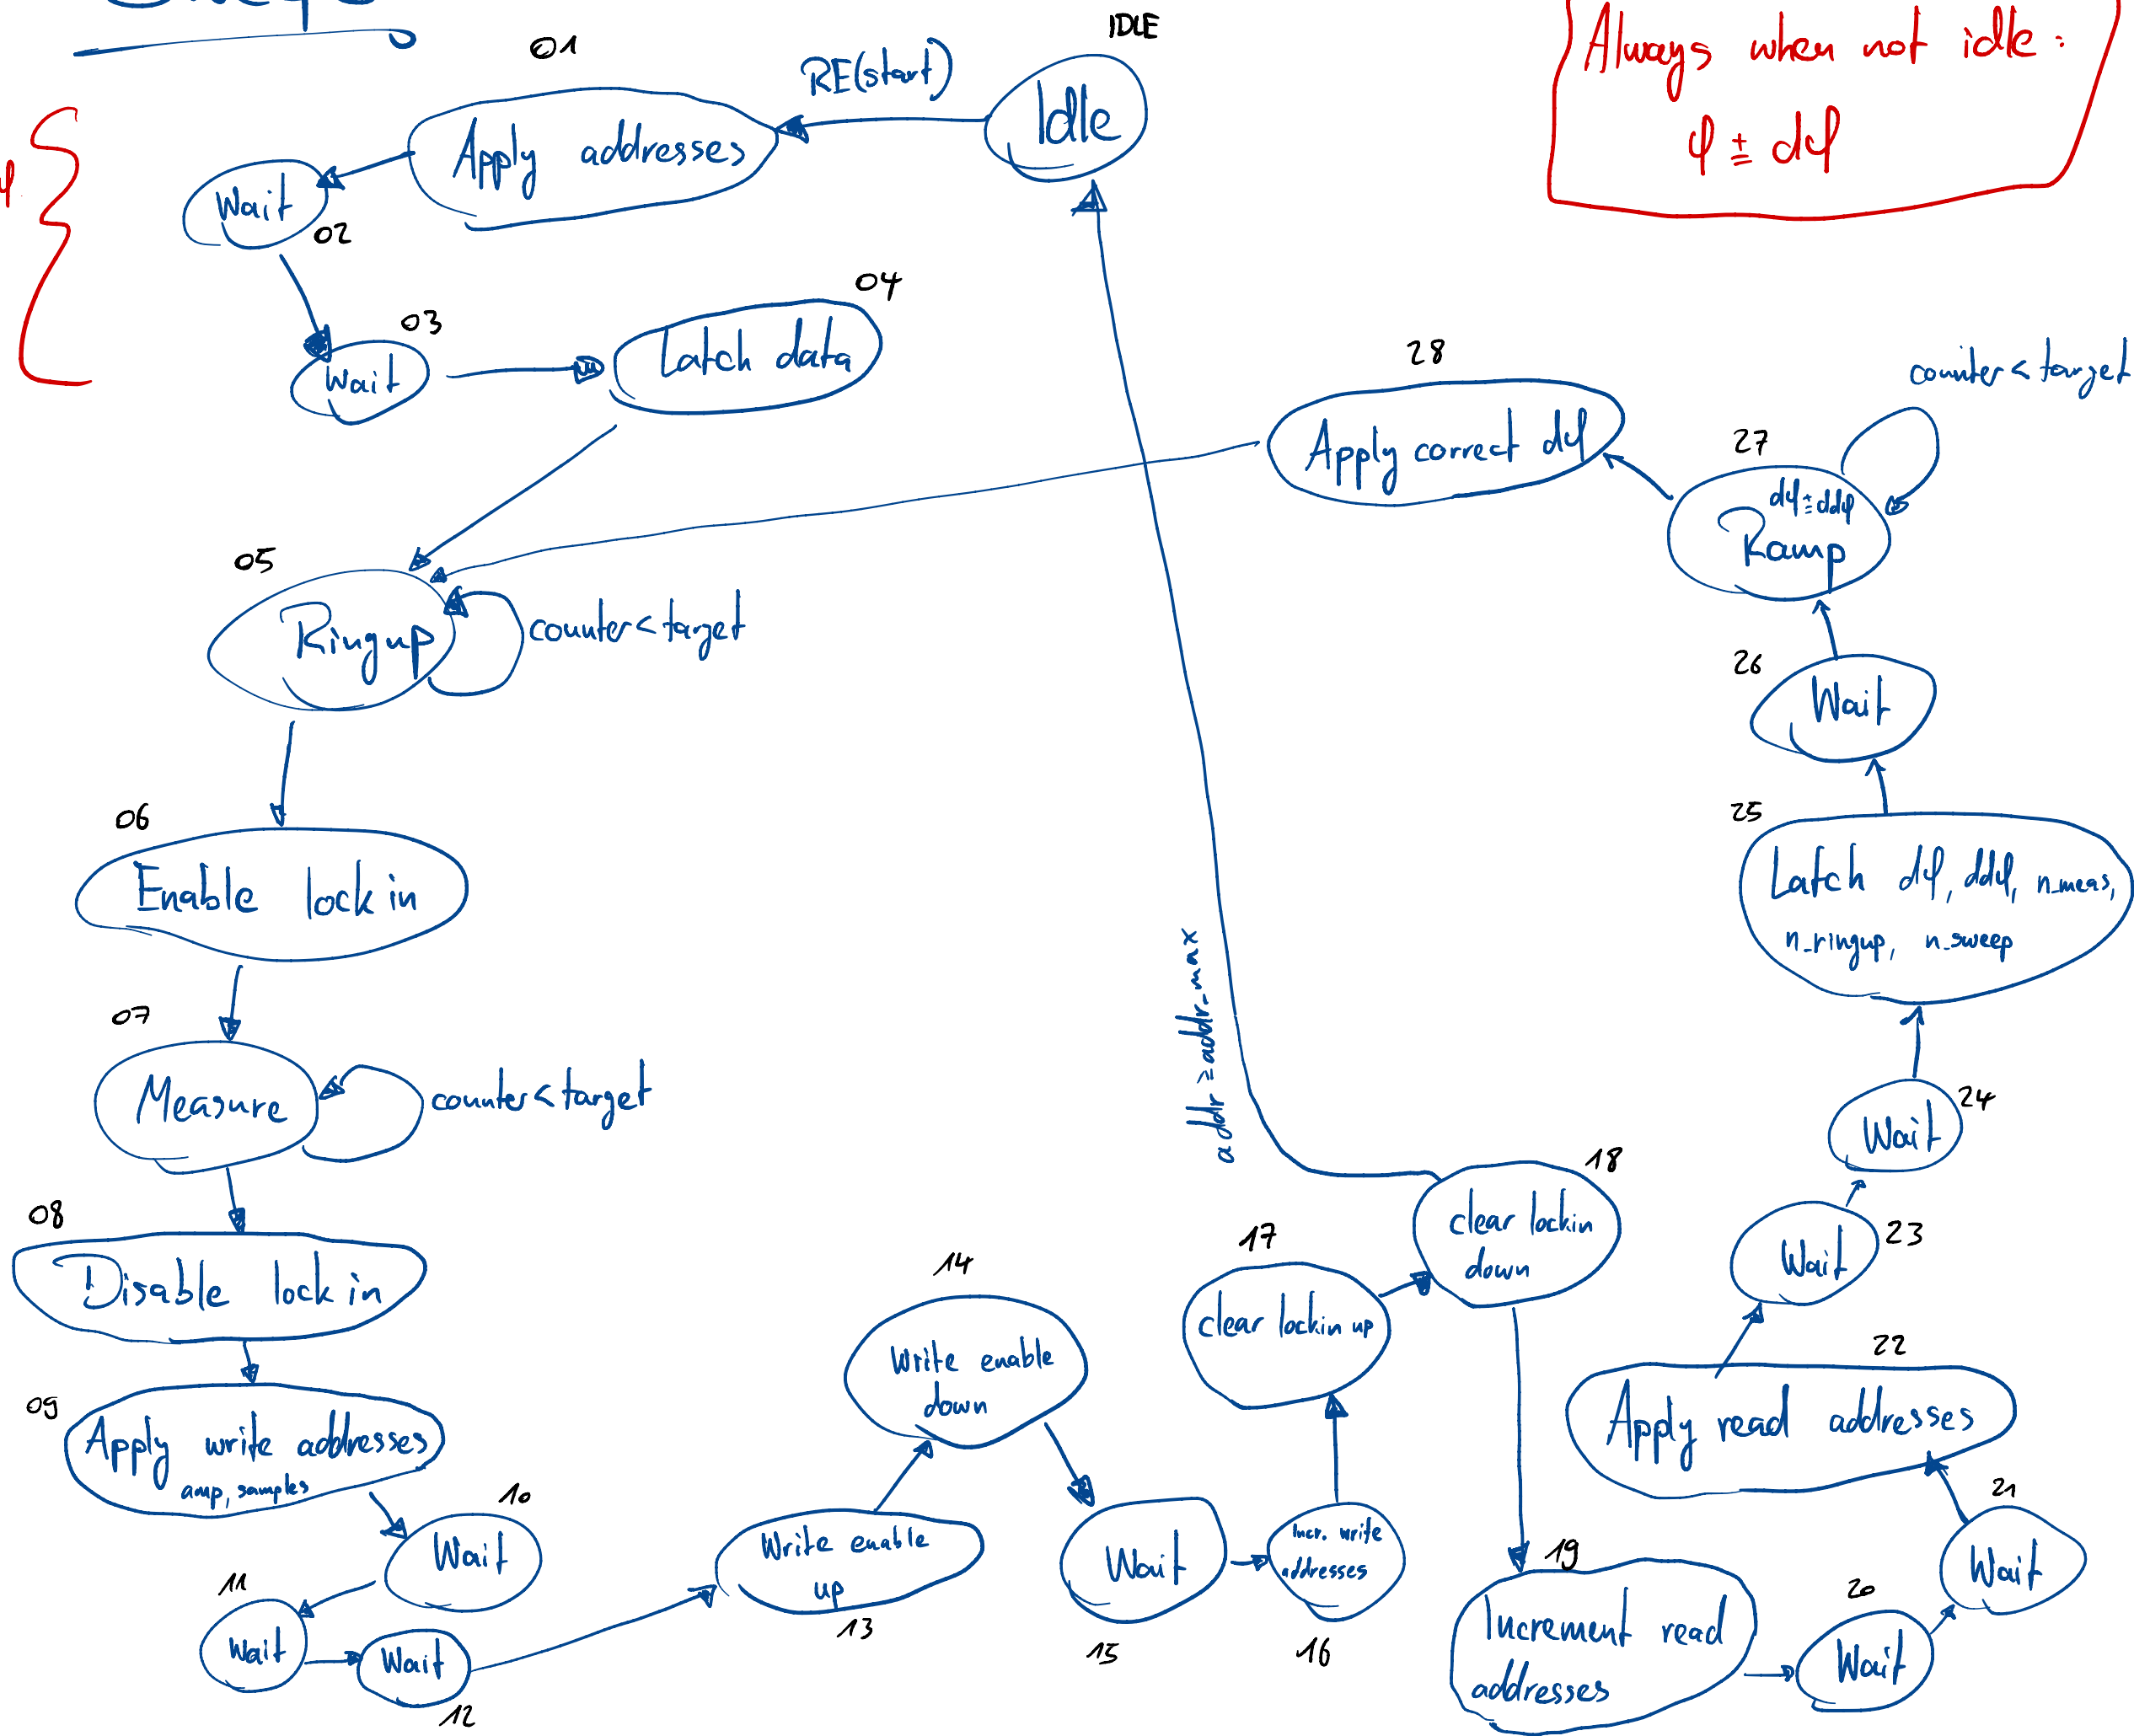 IDLE
Idle
RE(start)
01
Apply addresses
Wait
02
03
Wait
04
Latch data
05
Ringup
counter < target
06
Enable lock in
07
Measure
counter < target
08
Disable lock in
09
Apply write addresses
amp, samples
10
Wait
11
Wait
Wait
12
Write enable
up
13
14
Write enable
down
Wait
15
Incr. write
addresses
16
17
clear lockin up
18
clear lockin
down
addr ≥ addr_max
19
Increment read
addresses
20
Wait
21
Wait
22
Apply read addresses
Wait
23
Wait
24
25
Latch dφ, ddφ, n_meas,
n_ringup, n_sweep
26
Wait
27
dφ ±= ddφ
Ramp
counter < target
28
Apply correct dφ
Always when not idle:
φ ±= dφ
φ